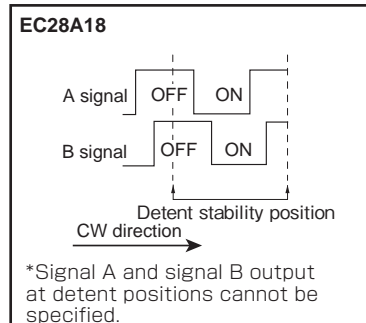 EC28A18
A signal OFF ON
B signal OFF ON
Detent stability position
CW direction
*Signal A and signal B output
at detent positions cannot be
specified.